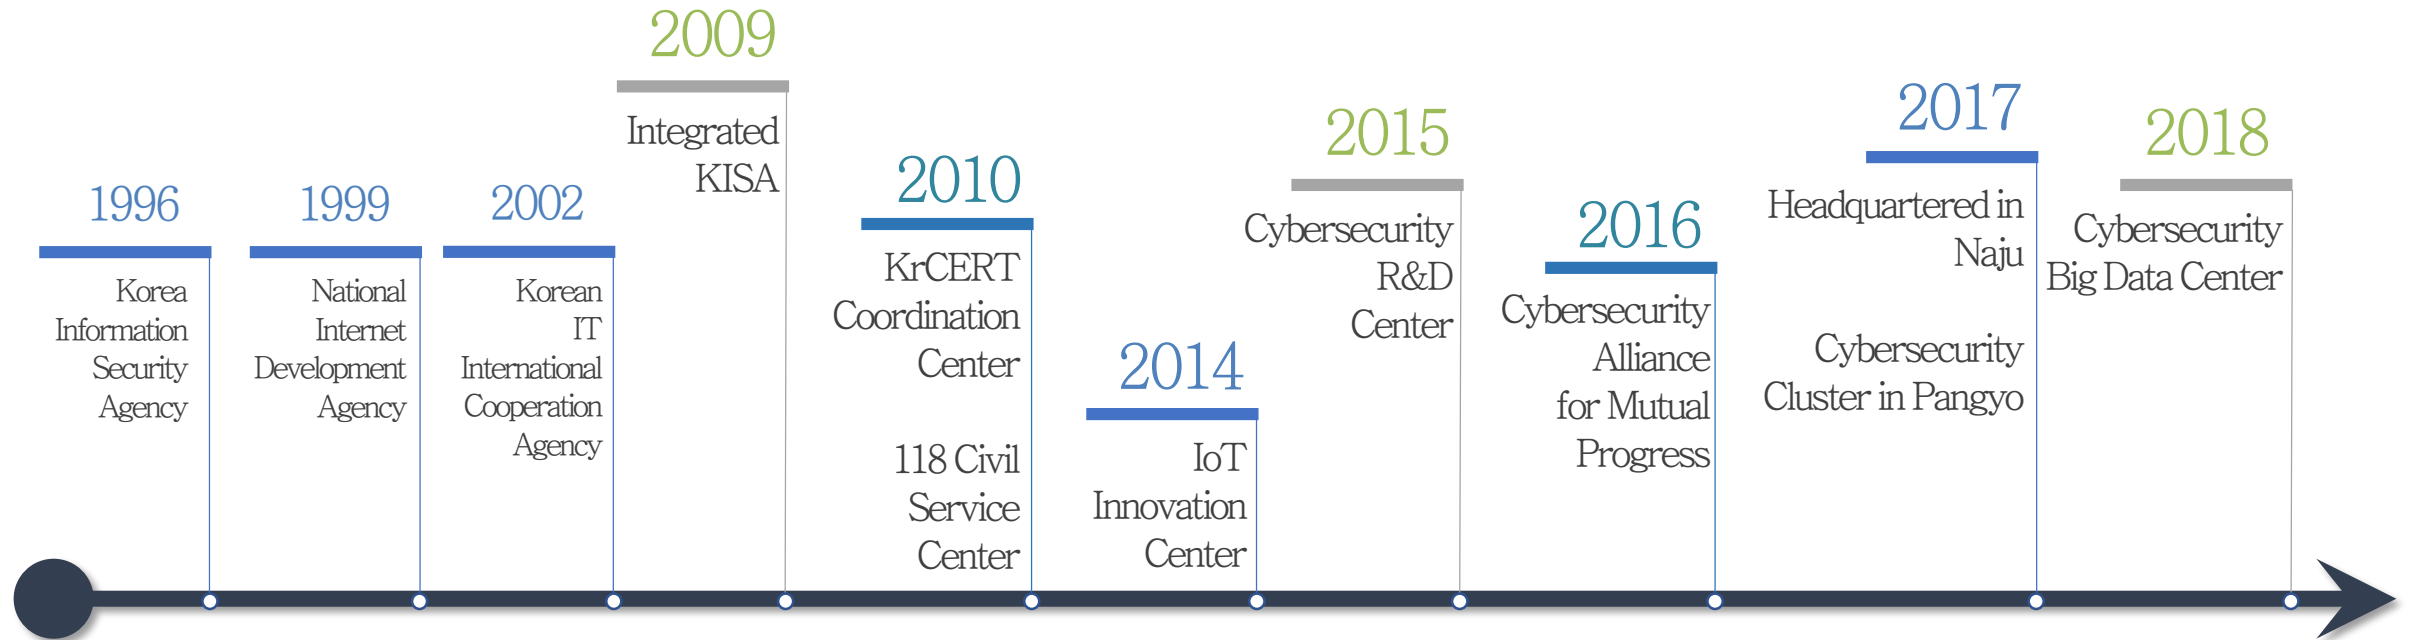 1996
Korea
Information
Security
Agency
1999
National
Internet
Development
Agency
2002
Korean
IT
International
Cooperation
Agency
2009
Integrated
KISA
2010
KrCERT
Coordination
Center
118 Civil
Service
Center
2014
IoT
Innovation
Center
2015
Cybersecurity
R&D
Center
2016
Cybersecurity
Alliance
for Mutual
Progress
2017
Headquartered in
Naju
Cybersecurity
Cluster in Pangyo
2018
Cybersecurity
Big Data Center